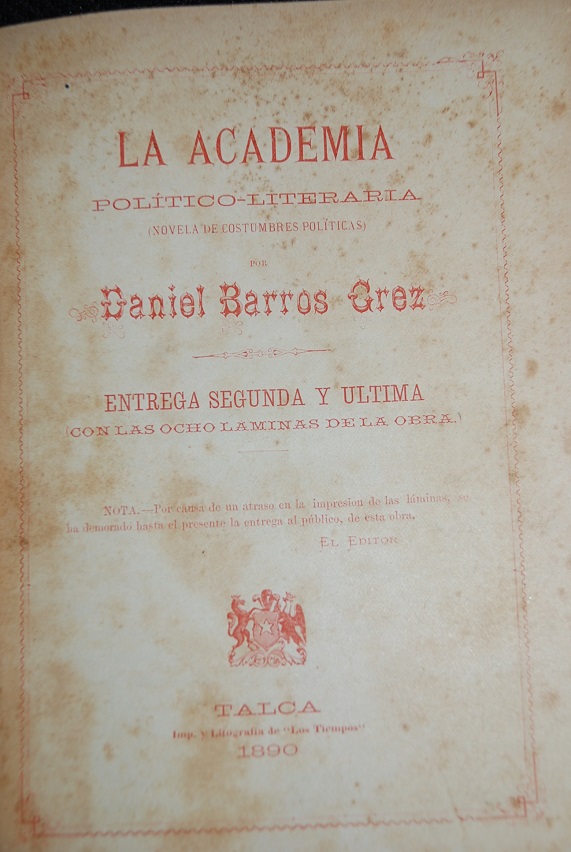 LA ACADEMIA
POLÍTICO-LITERARIA
(NOVELA DE COSTUMBRES POLÍTICAS)
POR
Daniel Barros Grez
ENTREGA SEGUNDA Y ULTIMA
(CON LAS OCHO LAMINAS DE LA OBRA.)
NOTA.—Por causa de un atraso en la impresion de las láminas, se
ha demorado hasta el presente la entrega al público, de esta obra.
EL EDITOR
TALCA
Imp. y Litografía de "Los Tiempos"
1890